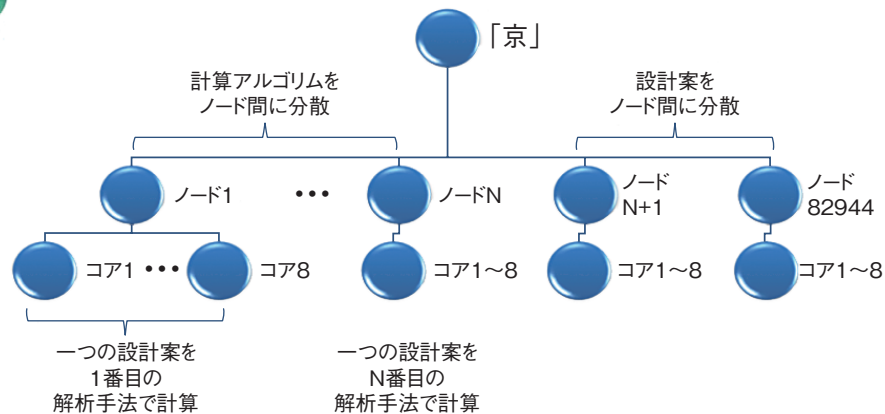 「京」
計算アルゴリムを
ノード間に分散
設計案を
ノード間に分散
ノード1
•••
ノードN
ノード
N+1
ノード
82944
コア1
•••
コア8
コア1～8
コア1～8
コア1～8
一つの設計案を
1番目の
解析手法で計算
一つの設計案を
N番目の
解析手法で計算